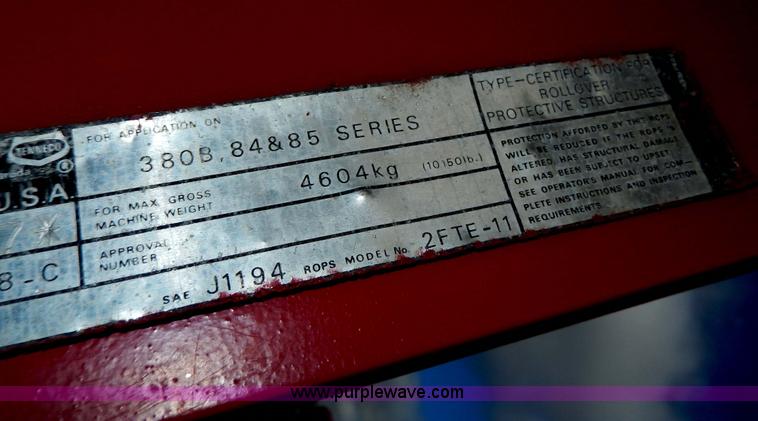 TENNECO
®
U.S.A.
7*
8-C
FOR APPLICATION ON
380B, 84&85 SERIES
FOR MAX. GROSS
MACHINE WEIGHT
4604kg (10150lb.)
APPROVAL
NUMBER
SAE J1194 ROPS MODEL No. 2FTE-11
TYPE-CERTIFICATION FOR
ROLLOVER
PROTECTIVE STRUCTURES
PROTECTION AFFORDED BY THT ROPS
WILL BE REDUCED IF THE ROPS
ALTERED HAS STRUCTURAL DAMAGE
OR HAS BEEN SUBJECT TO UPSET.
SEE OPERATORS MANUAL FOR COM-
PLETE INSTRUCTIONS AND INSPECTION
REQUIREMENTS.
www.purplewave.com